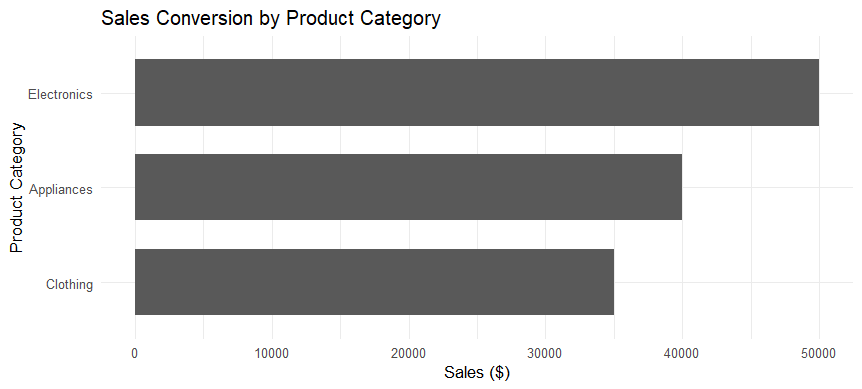 Sales Conversion by Product Category
Product Category
Electronics
Appliances
Clothing
0 10000 20000 30000 40000 50000
Sales ($)